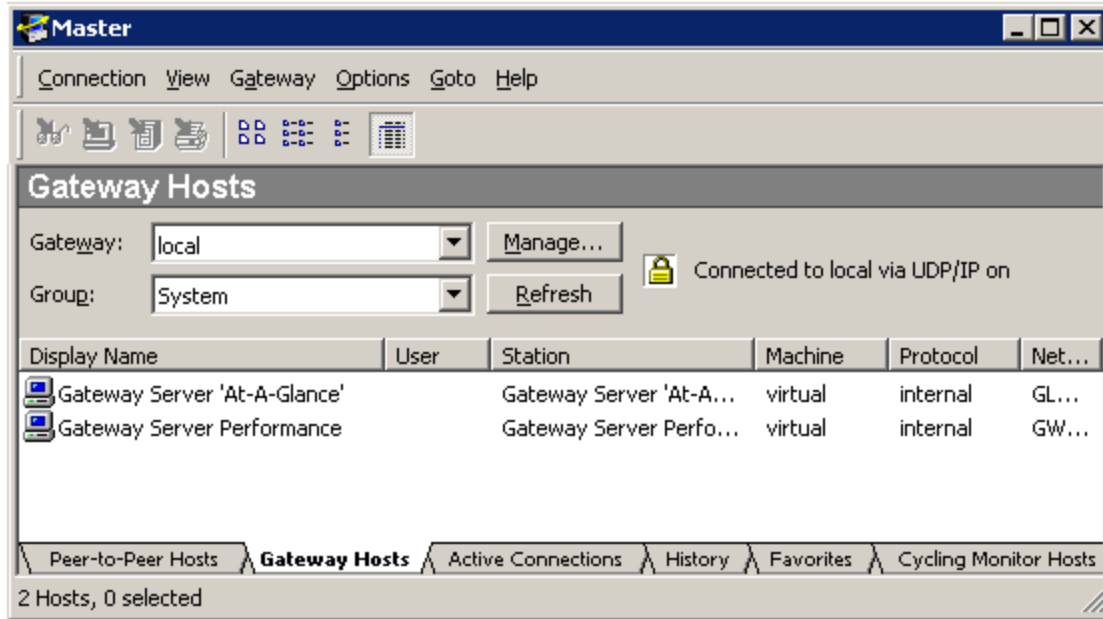 Master
Connection View Gateway Options Goto Help
Gateway Hosts
Gateway: local Manage...
Connected to local via UDP/IP on
Group: System Refresh
Display Name User Station Machine Protocol Net...
Gateway Server 'At-A-Glance' Gateway Server 'At-A... virtual internal GL...
Gateway Server Performance Gateway Server Perfo... virtual internal GW...
Peer-to-Peer Hosts Gateway Hosts Active Connections History Favorites Cycling Monitor Hosts
2 Hosts, 0 selected